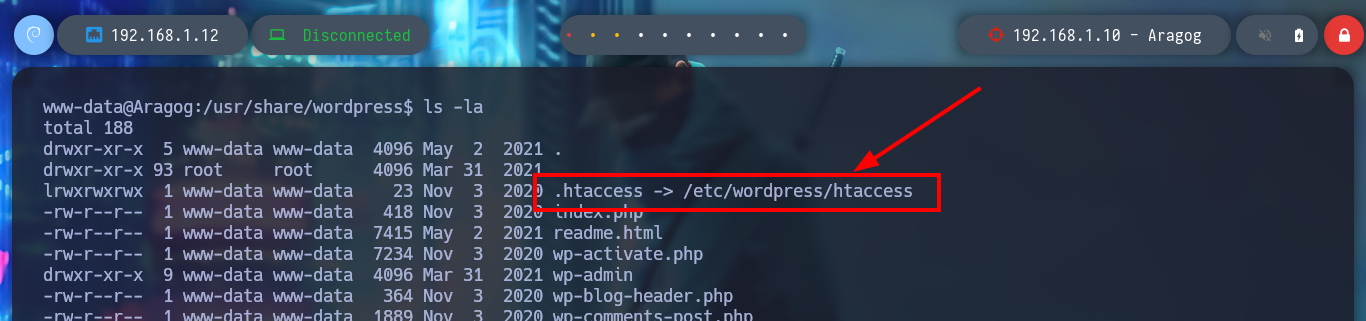 192.168.1.12 Disconnected 192.168.1.10 - Aragog
www-data@Aragog:/usr/share/wordpress$ ls -la
total 188
drwxr-xr-x  5 www-data www-data  4096 May  2  2021 .
drwxr-xr-x 93 root     root      4096 Mar 31  2021
lrwxrwxrwx  1 www-data www-data    23 Nov  3  2020 .htaccess -> /etc/wordpress/htaccess
-rw-r--r--  1 www-data www-data   418 Nov  3  2020 index.php
-rw-r--r--  1 www-data www-data  7415 May  2  2021 readme.html
-rw-r--r--  1 www-data www-data  7234 Nov  3  2020 wp-activate.php
drwxr-xr-x  9 www-data www-data  4096 Mar 31  2021 wp-admin
-rw-r--r--  1 www-data www-data   364 Nov  3  2020 wp-blog-header.php
-rw-r--r--  1 www-data www-data  1889 Nov  3  2020 wp-comments-post.php